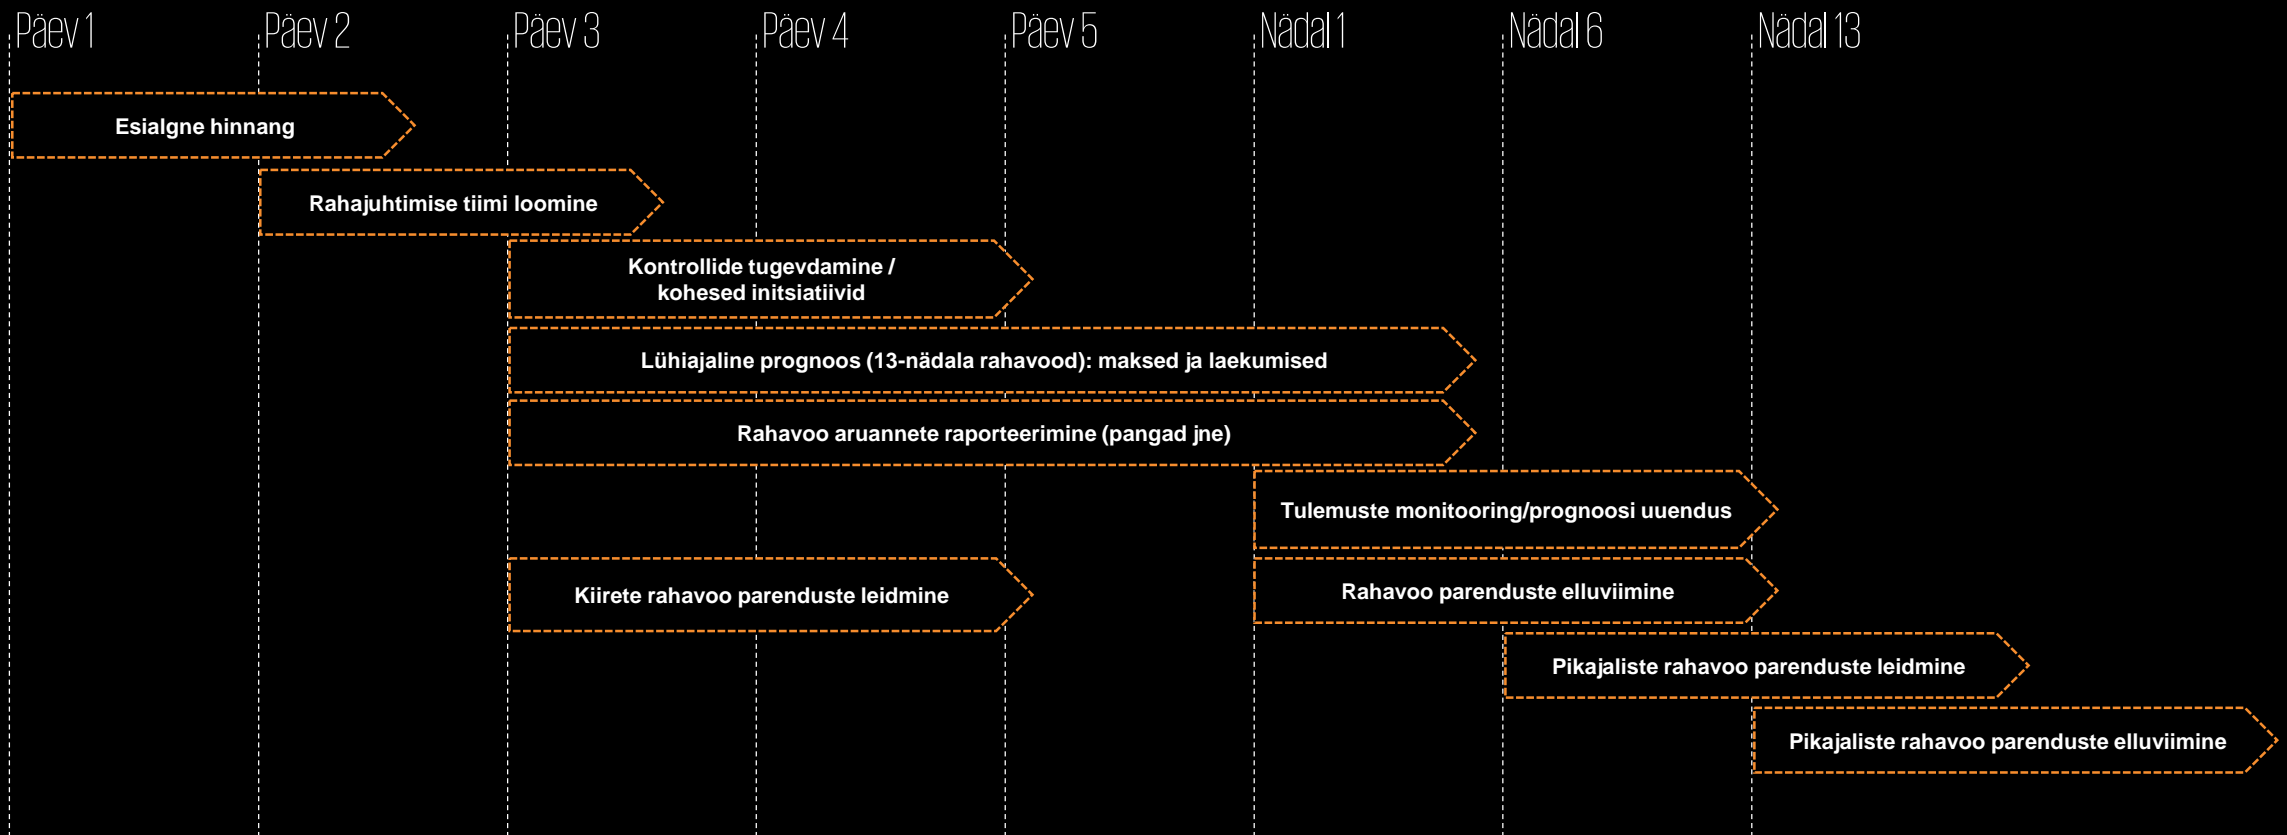 Päev 1
Päev 2
Päev 3
Päev 4
Päev 5
Nädal 1
Nädal 6
Nädal 13
Esialgne hinnang
Rahajuhtimise tiimi loomine
Kontrollide tugevdamine /
kohesed initsiatiivid
Lühiajaline prognoos (13-nädala rahavood): maksed ja laekumised
Rahavoo aruannete raporteerimine (pangad jne)
Tulemuste monitooring/prognoosi uuendus
Kiirete rahavoo parenduste leidmine
Rahavoo parenduste elluviimine
Pikajaliste rahavoo parenduste leidmine
Pikajaliste rahavoo parenduste elluviimine